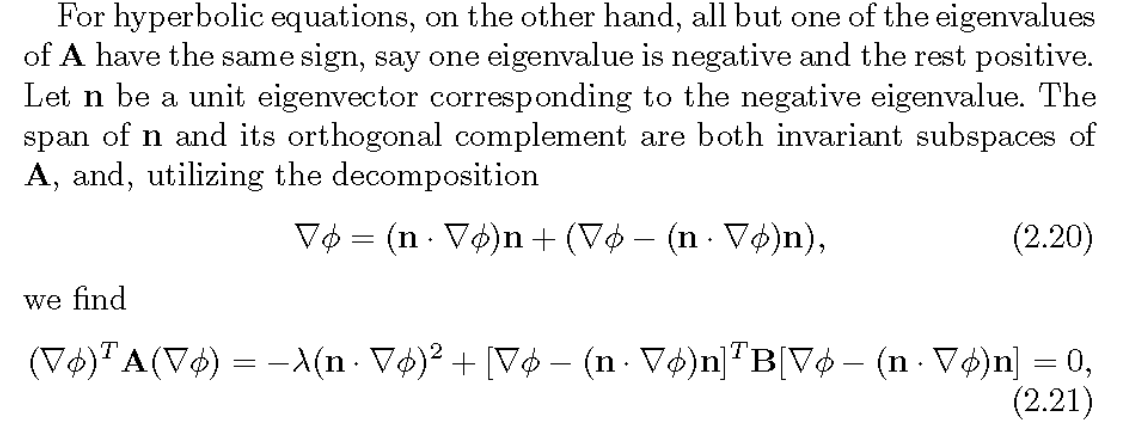 For hyperbolic equations, on the other hand, all but one of the eigenvalues
of A have the same sign, say one eigenvalue is negative and the rest positive.
Let n be a unit eigenvector corresponding to the negative eigenvalue. The
span of n and its orthogonal complement are both invariant subspaces of
A, and, utilizing the decomposition
∇ϕ = (n · ∇ϕ)n + (∇ϕ − (n · ∇ϕ)n), (2.20)
we find
(∇ϕ)ᵀA(∇ϕ) = −λ(n · ∇ϕ)² + [∇ϕ − (n · ∇ϕ)n]ᵀB[∇ϕ − (n · ∇ϕ)n] = 0,
(2.21)